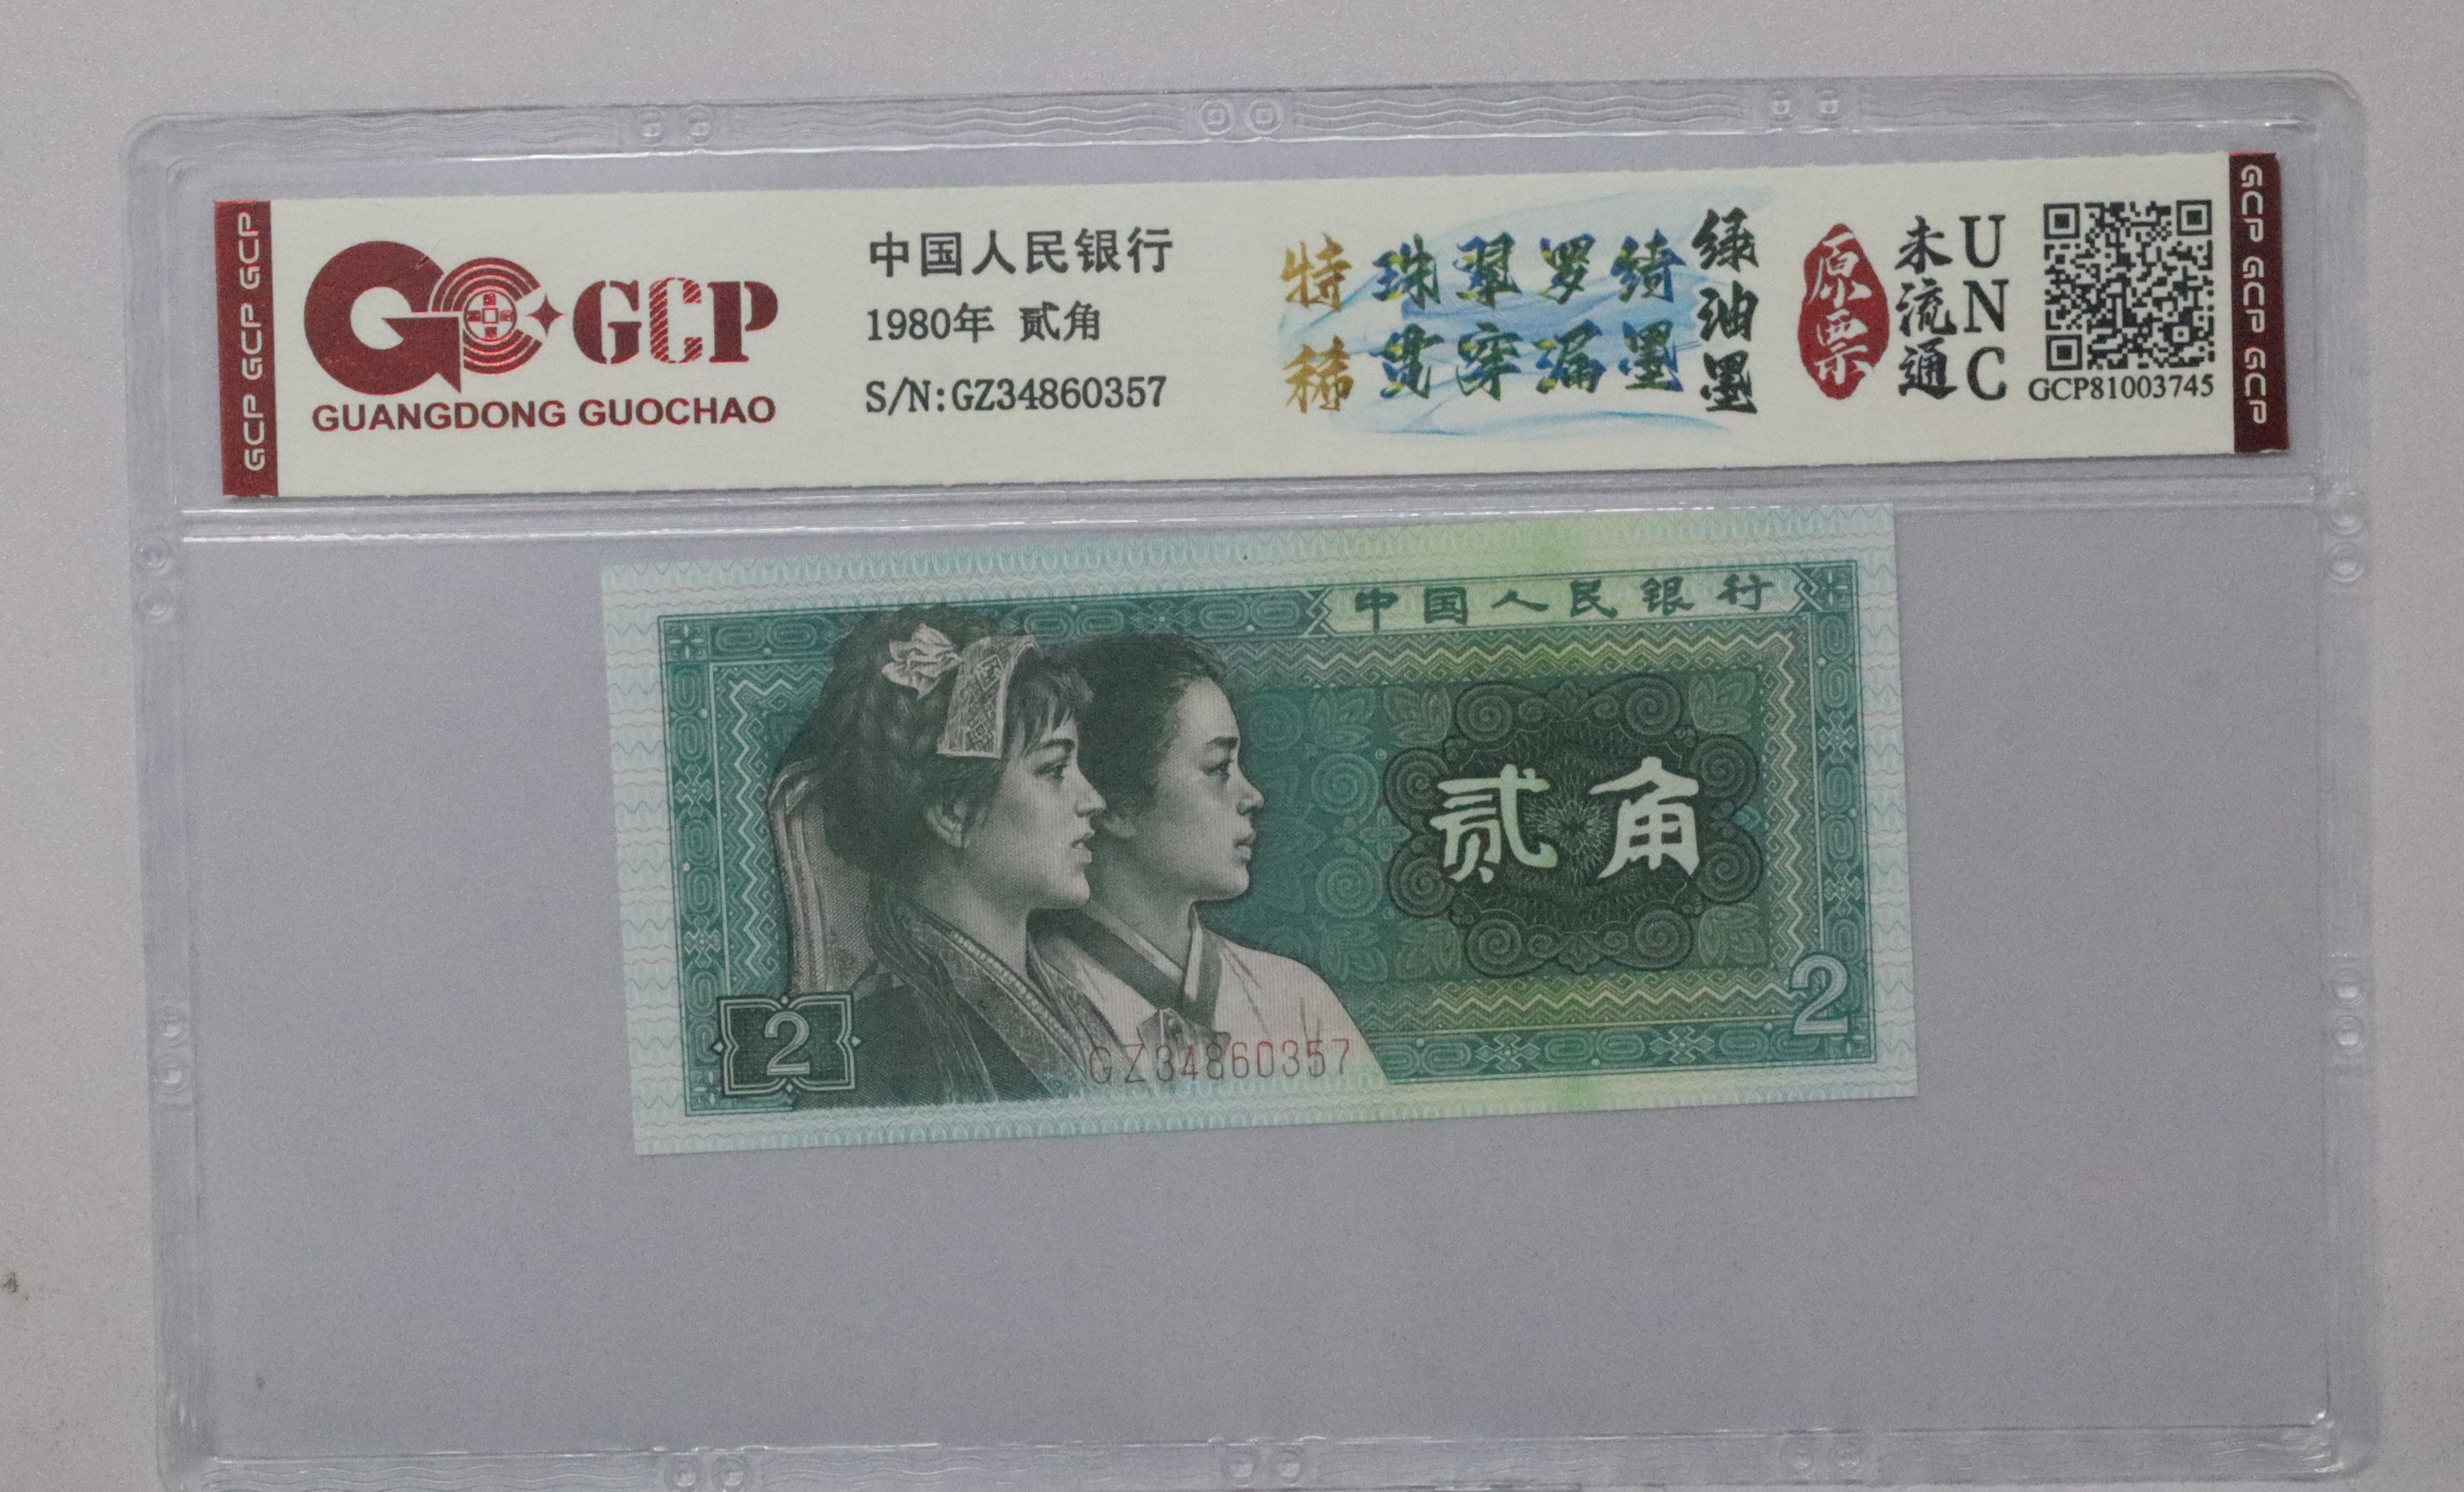 GCP GCP GCP
GCP
GUANGDONG GUOCHAO
中国人民银行
1980年 贰角
S/N:GZ34860357
特稀
珠翠罗绮
贯穿漏墨
绿油墨
原票
未流通
UNC
GCP81003745
GCP GCP GCP
中国人民银行
贰角
2
2
GZ34860357